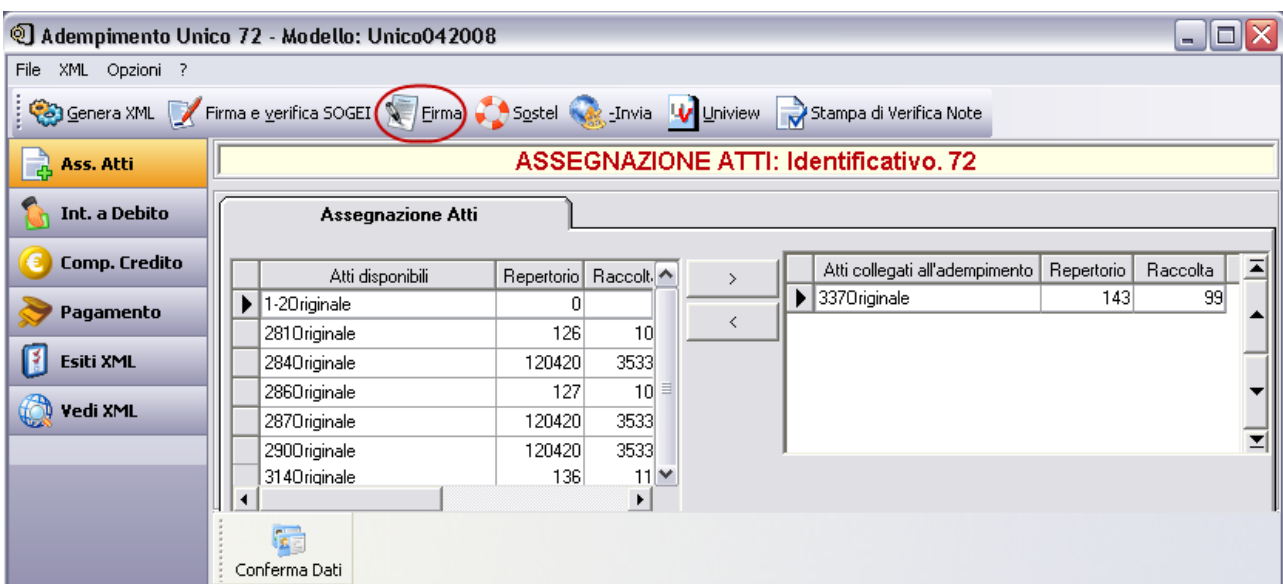 Adempimento Unico 72 - Modello: Unico042008
File XML Opzioni ?
Genera XML Firma e verifica SOGEI Firma Sostel -Invia Uniview Stampa di Verifica Note
Ass. Atti
ASSEGNAZIONE ATTI: Identificativo. 72
Int. a Debito
Comp. Credito
Pagamento
Esiti XML
Vedi XML
Assegnazione Atti
Atti disponibili Repertorio Raccolt
1-2Originale 0
281Originale 126 10
284Originale 120420 3533
286Originale 127 10
287Originale 120420 3533
290Originale 120420 3533
314Originale 136 11
>
<
Atti collegati all'adempimento Repertorio Raccolta
337Originale 143 99
Conferma Dati